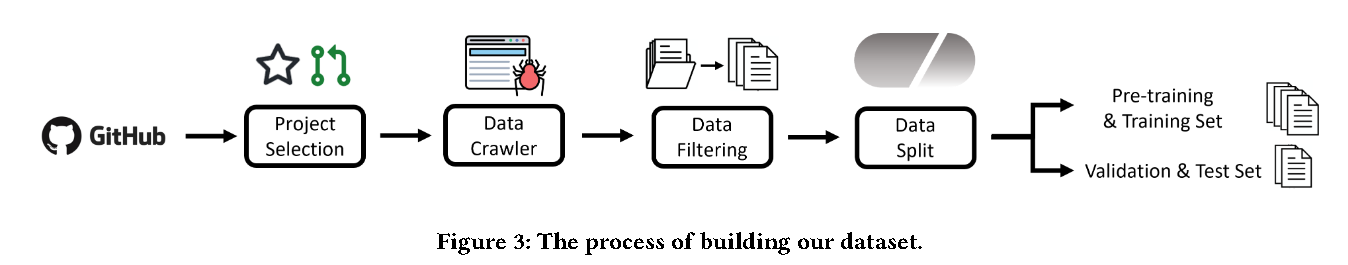 GitHub
Project
Selection
Data
Crawler
Data
Filtering
Data
Split
Pre-training
& Training Set
Validation & Test Set
Figure 3: The process of building our dataset.